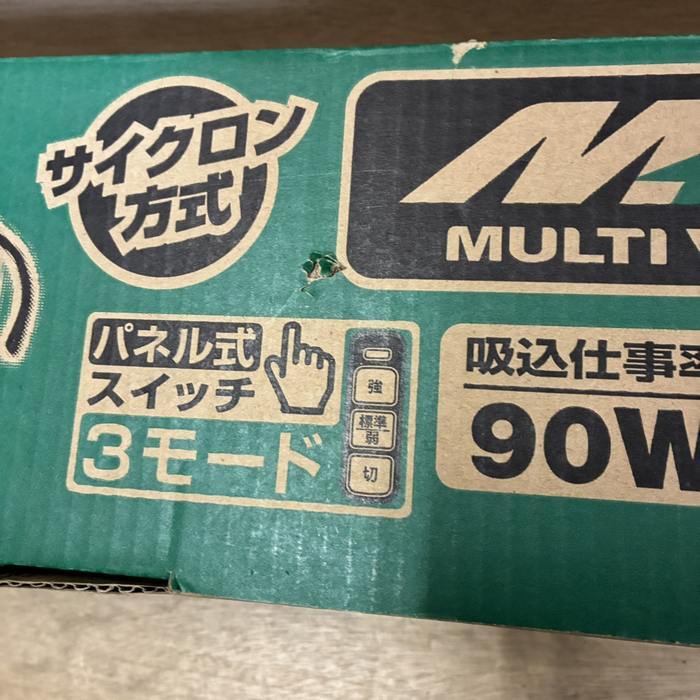 サイクロン
方式
MULTI
パネル式
スイッチ
3モード
強
標準
弱
切
吸込仕事率
90W